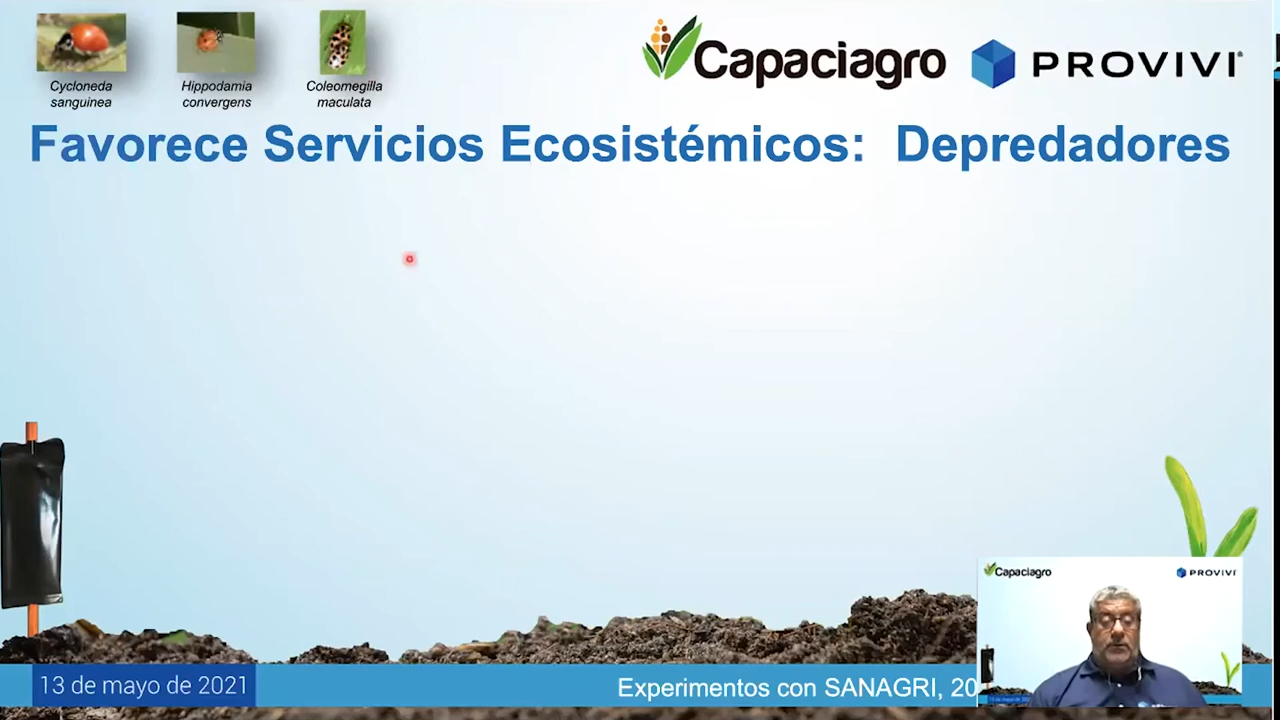 Cycloneda
sanguinea
Hippodamia
convergens
Coleomegilla
maculata
Capaciagro
PROVIVI
Favorece Servicios Ecosistémicos: Depredadores
13 de mayo de 2021
Experimentos con SANAGRI, 20
Capaciagro
PROVIVI